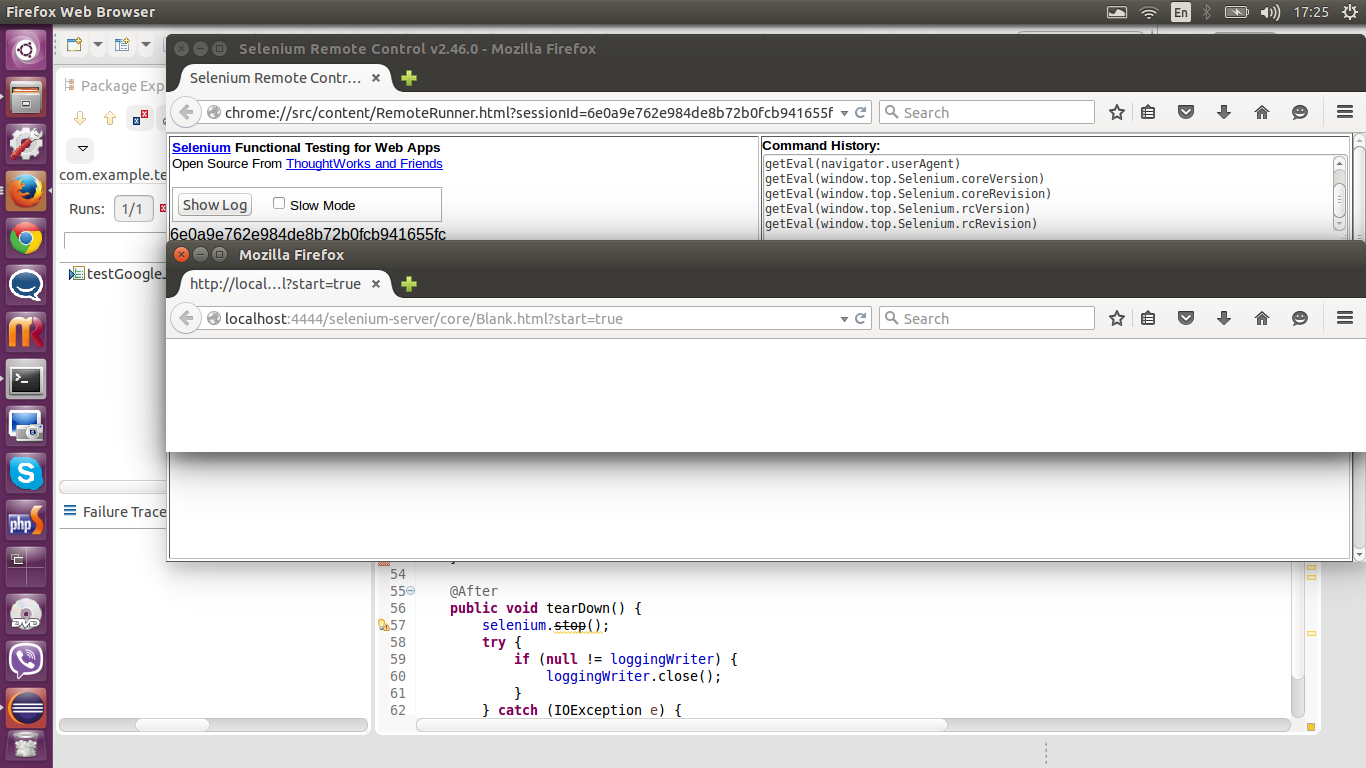 Firefox Web Browser
En
17:25
Package Exp
com.example.te
Runs: 1/1
testGoogle
Failure Trace
Selenium Remote Control v2.46.0 - Mozilla Firefox
Selenium Remote Contr...
chrome://src/content/RemoteRunner.html?sessionId=6e0a9e762e984de8b72b0fcb941655f
Search
Selenium Functional Testing for Web Apps
Open Source From ThoughtWorks and Friends
Show Log
Slow Mode
6e0a9e762e984de8b72b0fcb941655fc
Command History:
getEval(navigator.userAgent)
getEval(window.top.Selenium.coreVersion)
getEval(window.top.Selenium.coreRevision)
getEval(window.top.Selenium.rcVersion)
getEval(window.top.Selenium.rcRevision)
Mozilla Firefox
http://local...l?start=true
localhost:4444/selenium-server/core/Blank.html?start=true
Search
54
55 @After
56 public void tearDown() {
57 selenium.stop();
58 try {
59 if (null != loggingWriter) {
60 loggingWriter.close();
61 }
62 } catch (IOException e) {
php
DVD